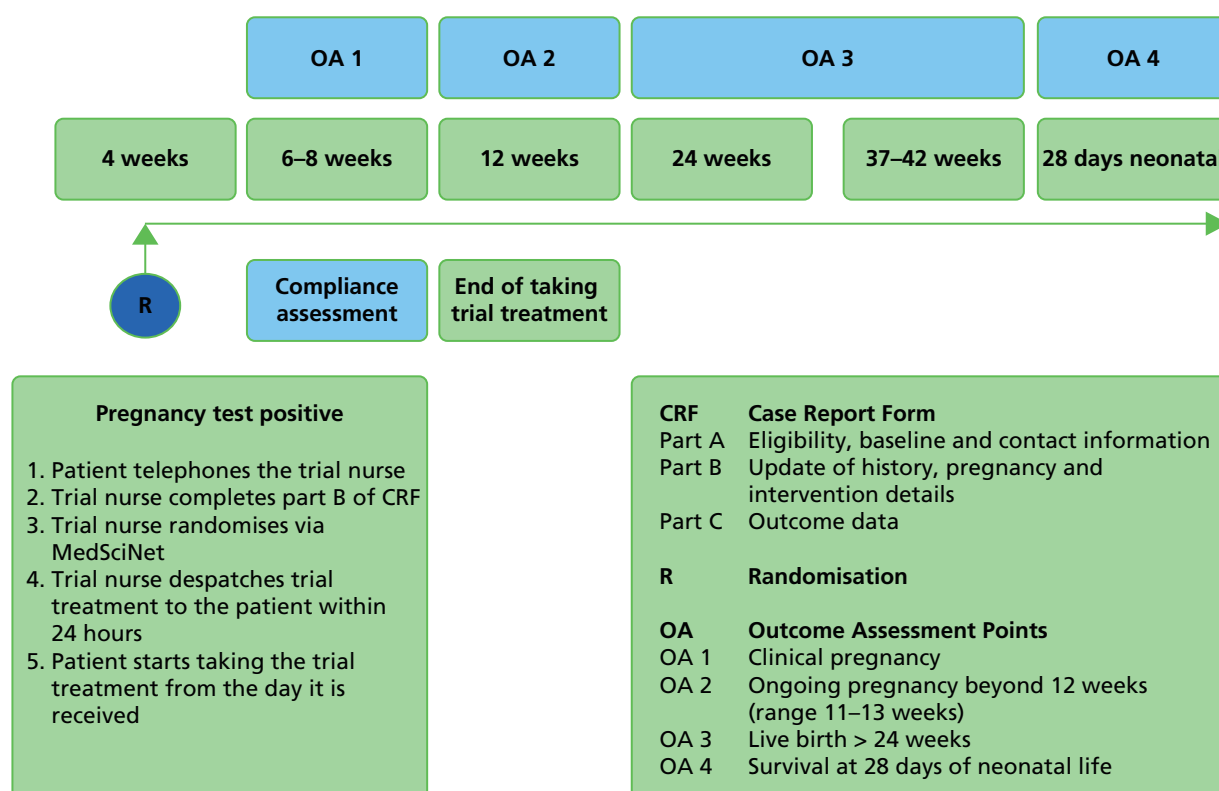 OA 1
OA 2
OA 3
OA 4
4 weeks
6–8 weeks
12 weeks
24 weeks
37–42 weeks
28 days neonata
R
Compliance
assessment
End of taking
trial treatment
Pregnancy test positive
1. Patient telephones the trial nurse
2. Trial nurse completes part B of CRF
3. Trial nurse randomises via
MedSciNet
4. Trial nurse despatches trial
treatment to the patient within
24 hours
5. Patient starts taking the trial
treatment from the day it is
received
CRF Case Report Form
Part A Eligibility, baseline and contact information
Part B Update of history, pregnancy and
intervention details
Part C Outcome data
R Randomisation
OA Outcome Assessment Points
OA 1 Clinical pregnancy
OA 2 Ongoing pregnancy beyond 12 weeks
(range 11–13 weeks)
OA 3 Live birth > 24 weeks
OA 4 Survival at 28 days of neonatal life